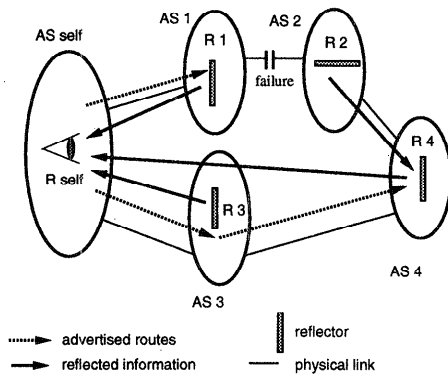 AS self
AS 1
AS 2
R 1
R 2
failure
R self
R 3
R 4
AS 3
AS 4
advertised routes
reflected information
reflector
physical link